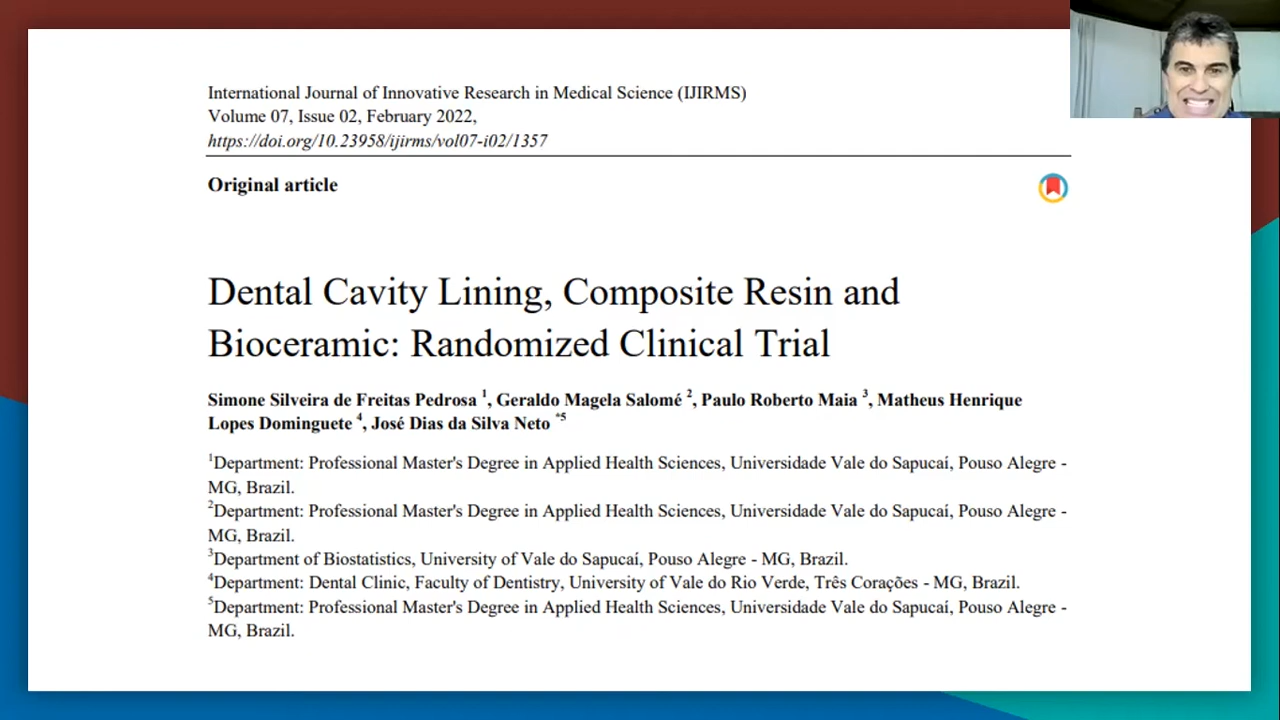 International Journal of Innovative Research in Medical Science (IJIRMS)
Volume 07, Issue 02, February 2022,
https://doi.org/10.23958/ijirms/vol07-i02/1357
Original article
Dental Cavity Lining, Composite Resin and
Bioceramic: Randomized Clinical Trial
Simone Silveira de Freitas Pedrosa 1, Geraldo Magela Salomé 2, Paulo Roberto Maia 3, Matheus Henrique
Lopes Dominguete 4, José Dias da Silva Neto *5
1Department: Professional Master's Degree in Applied Health Sciences, Universidade Vale do Sapucaí, Pouso Alegre -
MG, Brazil.
2Department: Professional Master's Degree in Applied Health Sciences, Universidade Vale do Sapucaí, Pouso Alegre -
MG, Brazil.
3Department of Biostatistics, University of Vale do Sapucaí, Pouso Alegre - MG, Brazil.
4Department: Dental Clinic, Faculty of Dentistry, University of Vale do Rio Verde, Três Corações - MG, Brazil.
5Department: Professional Master's Degree in Applied Health Sciences, Universidade Vale do Sapucaí, Pouso Alegre -
MG, Brazil.